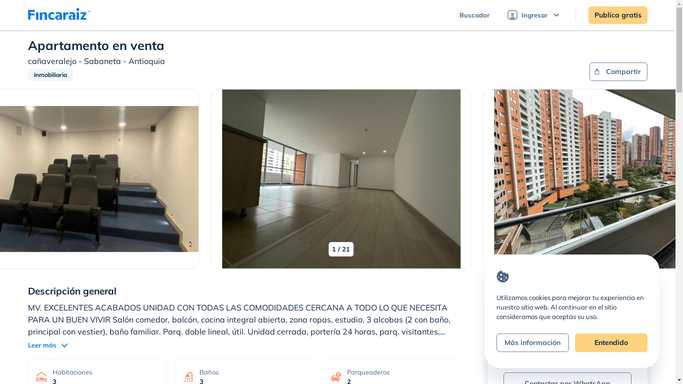 Fincaraiz
Buscador
Ingresar
Publica gratis
Apartamento en venta
cañaveralejo - Sabaneta - Antioquia
Inmobiliaria
Compartir
1 / 21
Descripción general
MV. EXCELENTES ACABADOS UNIDAD CON TODAS LAS COMODIDADES CERCANA A TODO LO QUE NECESITA
PARA UN BUEN VIVIR Salón comedor, balcón, cocina integral abierta, zona ropas, estudio, 3 alcobas (2 con baño,
principal con vestier), baño familiar. Parq. doble lineal, útil. Unidad cerrada, portería 24 horas, parq. visitantes,...
Leer más
Utilizamos cookies para mejorar tu experiencia en
nuestro sitio web. Al continuar en el sitio
consideramos que aceptas su uso.
Más información
Entendido
Habitaciones
3
Baños
3
Parqueaderos
2
Contactar por WhatsApp